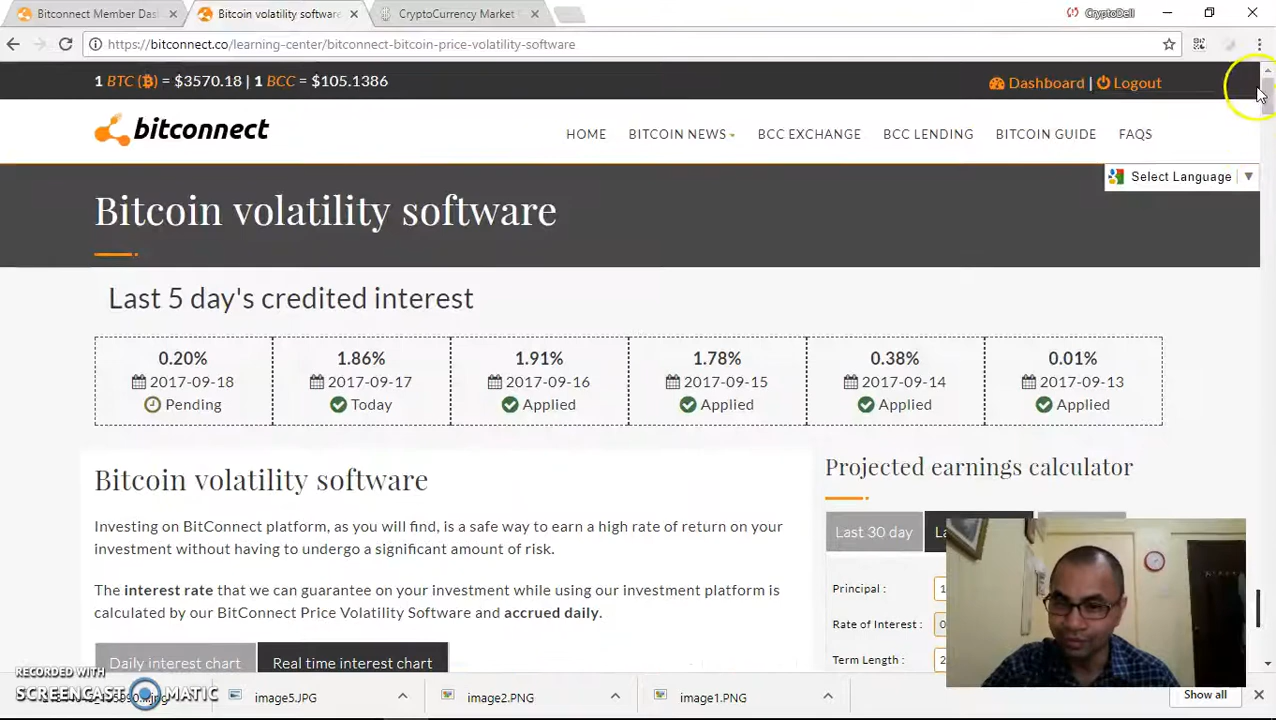 Bitconnect Member Das
Bitcoin volatility software
CryptoCurrency Market
CryptoDell
https://bitconnect.co/learning-center/bitconnect-bitcoin-price-volatility-software
1 BTC (₿) = $3570.18 | 1 BCC = $105.1386
Dashboard | Logout
bitconnect
HOME BITCOIN NEWS BCC EXCHANGE BCC LENDING BITCOIN GUIDE FAQS
Select Language
Bitcoin volatility software
Last 5 day's credited interest
0.20% 1.86% 1.91% 1.78% 0.38% 0.01%
2017-09-18 2017-09-17 2017-09-16 2017-09-15 2017-09-14 2017-09-13
Pending Today Applied Applied Applied Applied
Bitcoin volatility software
Investing on BitConnect platform, as you will find, is a safe way to earn a high rate of return on your
investment without having to undergo a significant amount of risk.
The interest rate that we can guarantee on your investment while using our investment platform is
calculated by our BitConnect Price Volatility Software and accrued daily.
Daily interest chart Real time interest chart
Projected earnings calculator
Last 30 day
Principal :
Rate of Interest :
Term Length :
RECORDED WITH
SCREENCAST MATIC
image5.JPG
image2.PNG
image1.PNG
Show all